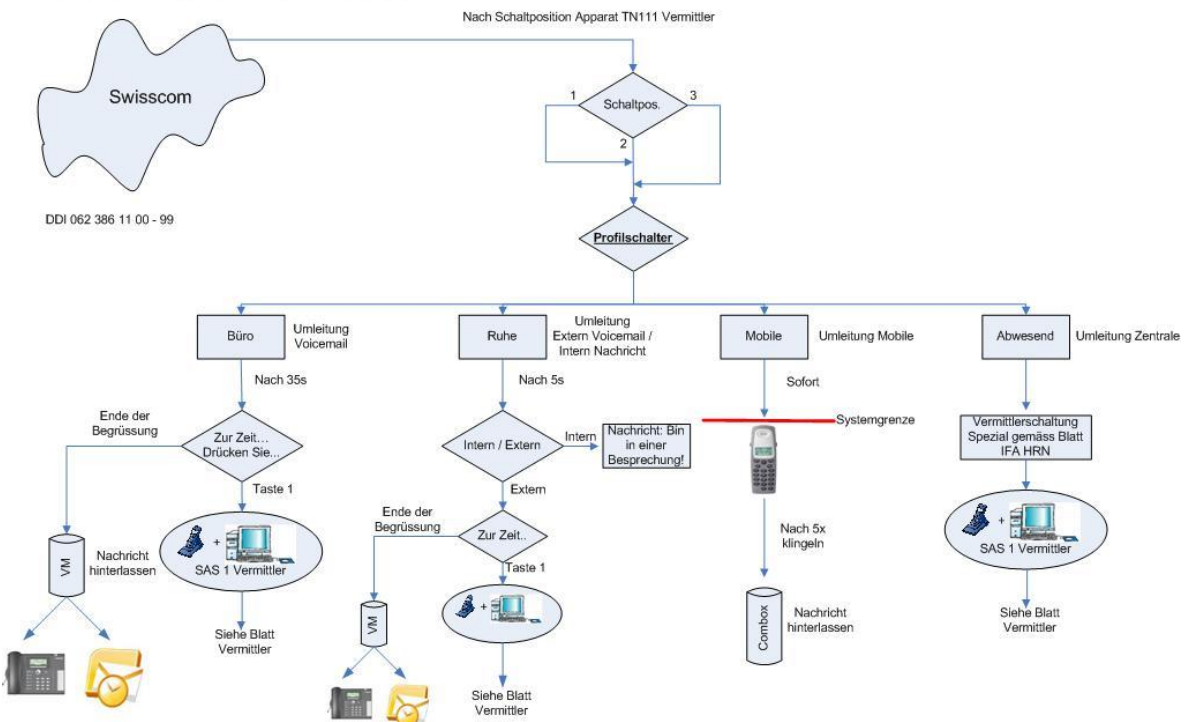 Nach Schaltposition Apparat TN111 Vermittler
Swisscom
DDI 062 386 11 00 - 99
1
Schaltpos.
3
2
Profilschalter
Büro
Umleitung
Voicemail
Ruhe
Umleitung
Extern Voicemail /
Intern Nachricht
Mobile
Umleitung Mobile
Abwesend
Umleitung Zentrale
Nach 35s
Nach 5s
Sofort
Systemgrenze
Ende der
Begrüssung
Zur Zeit...
Drücken Sie...
Taste 1
VM
Nachricht
hinterlassen
+
SAS 1 Vermittler
Siehe Blatt
Vermittler
Intern / Extern
Intern
Nachricht: Bin
in einer
Besprechung!
Extern
Ende der
Begrüssung
Zur Zeit..
Taste 1
VM
+
Siehe Blatt
Vermittler
Nach 5x
klingeln
Combox
Nachricht
hinterlassen
Vermittlerschaltung
Spezial gemäss Blatt
IFA HRN
+
SAS 1 Vermittler
Siehe Blatt
Vermittler